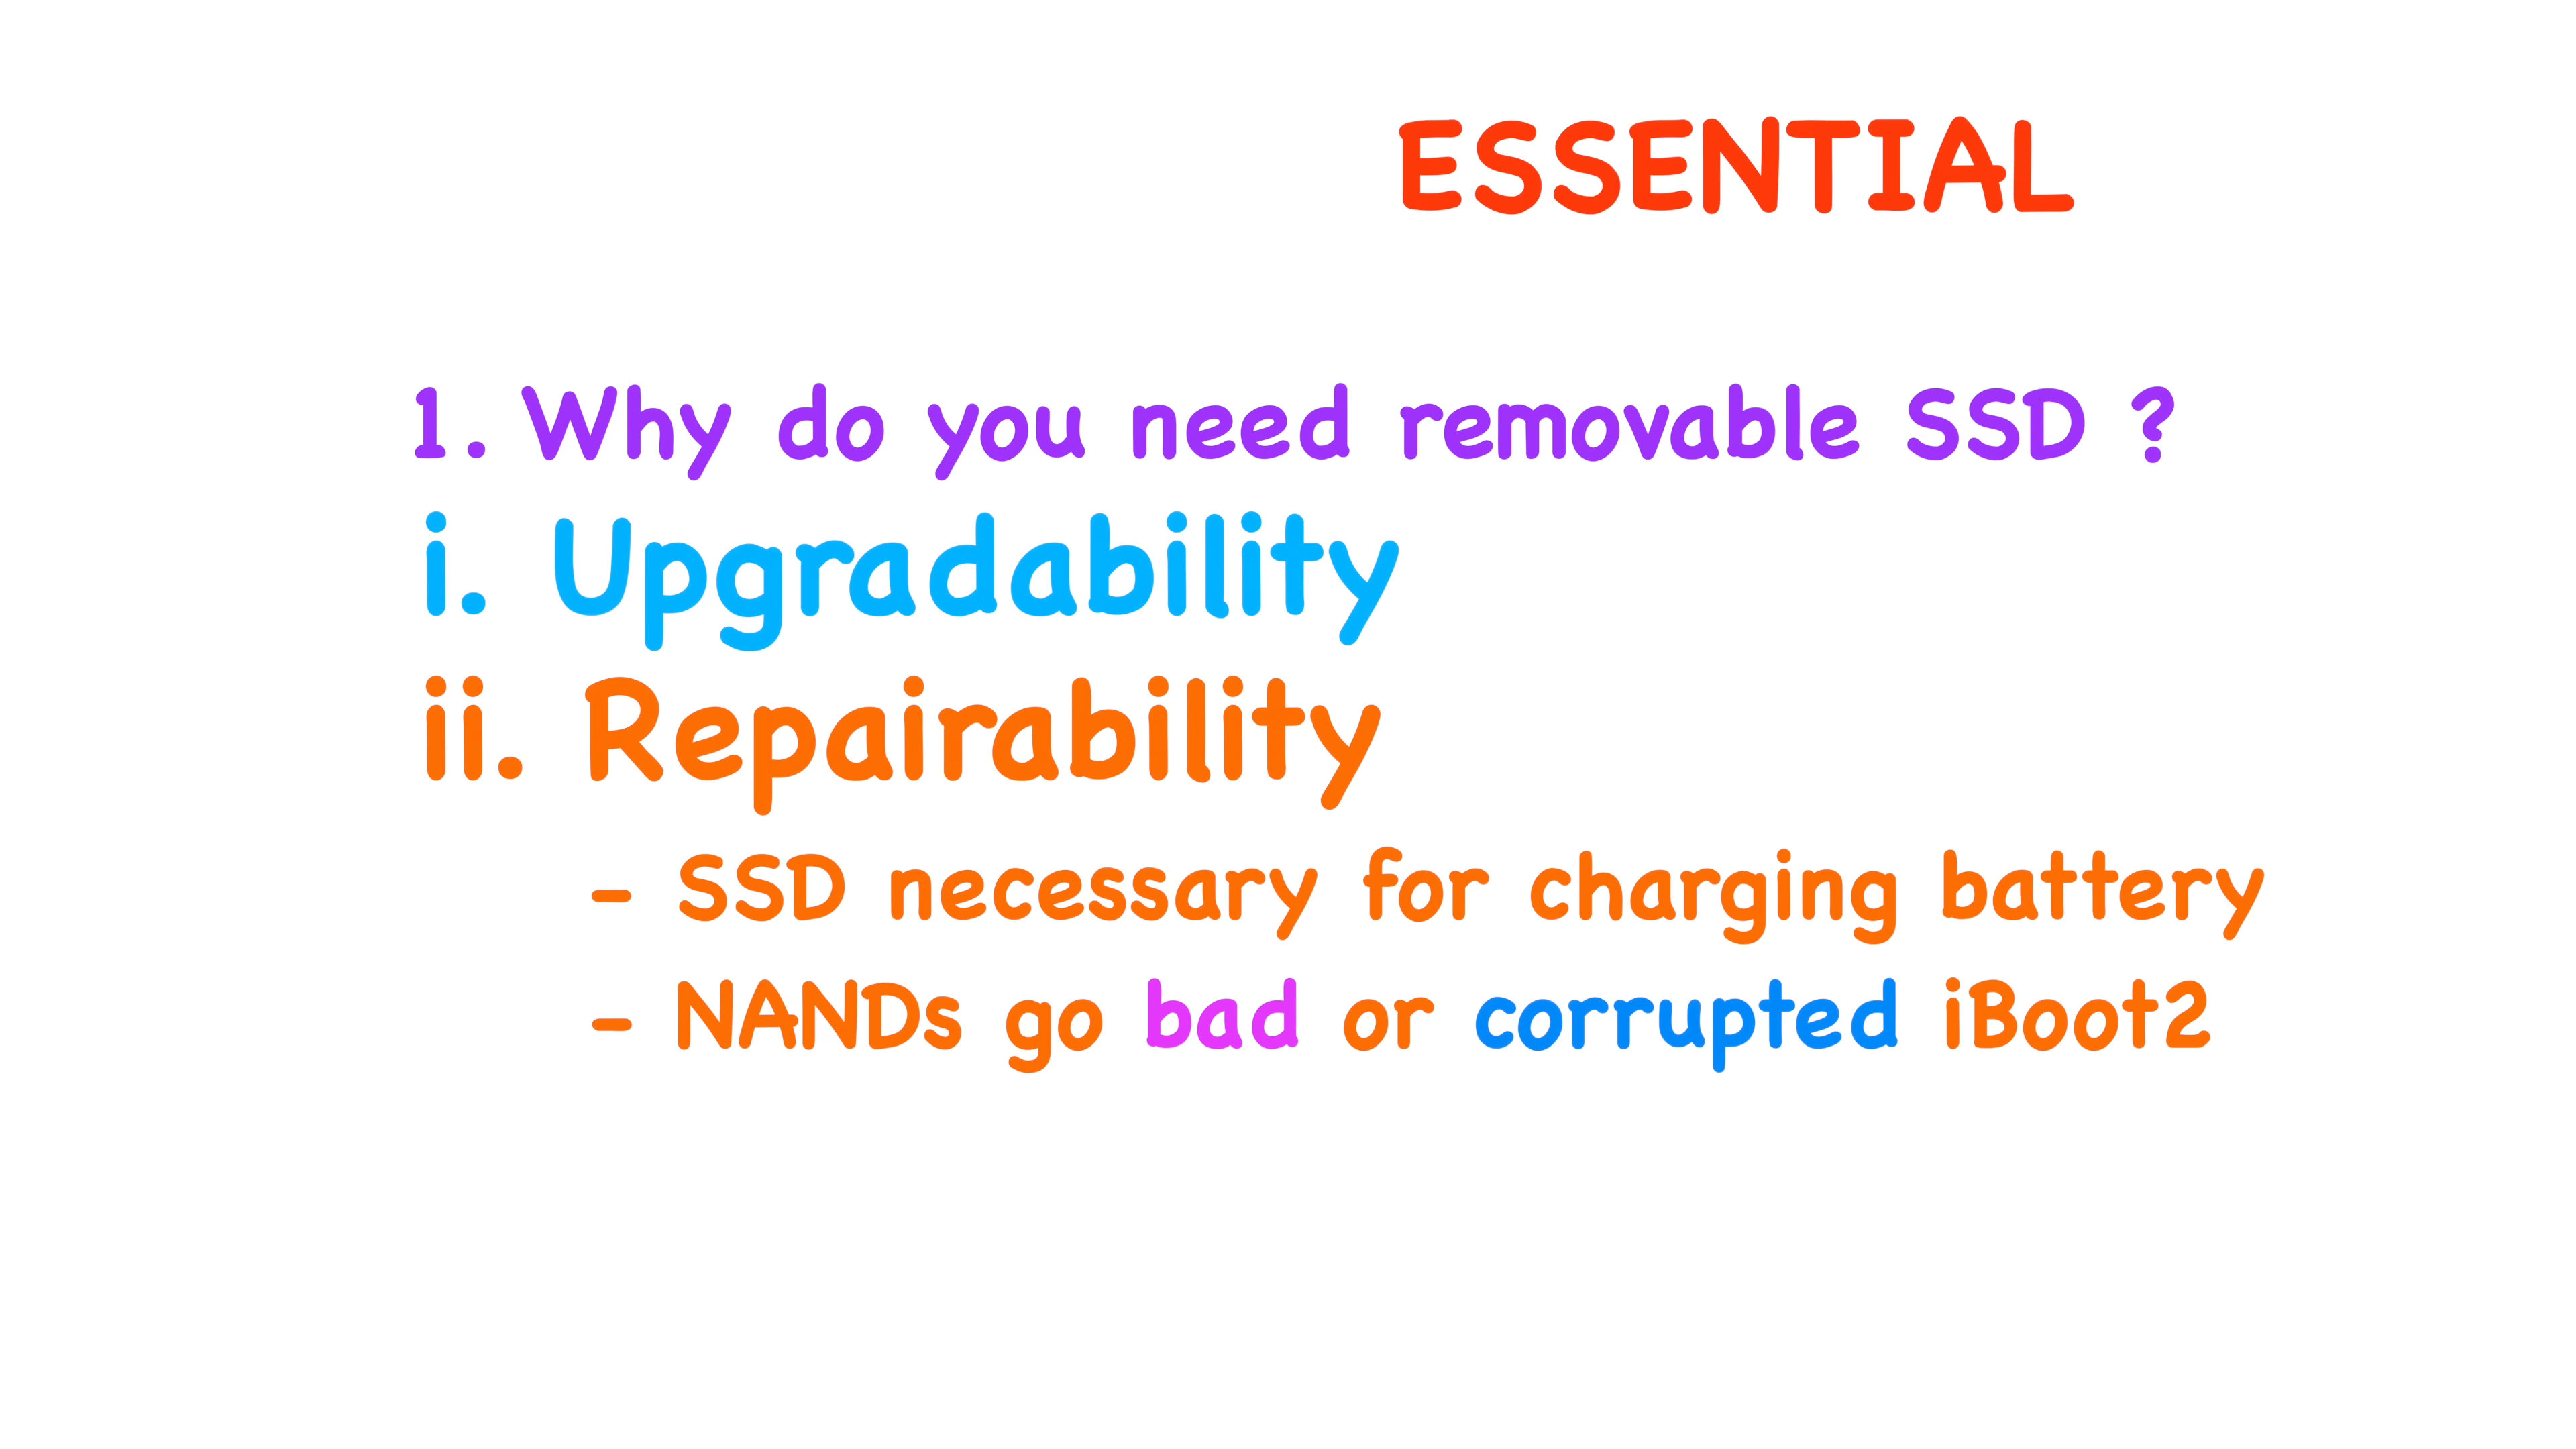 ESSENTIAL
1. Why do you need removable SSD ?
i. Upgradability
ii. Repairability
- SSD necessary for charging battery
- NANDs go bad or corrupted iBoot2